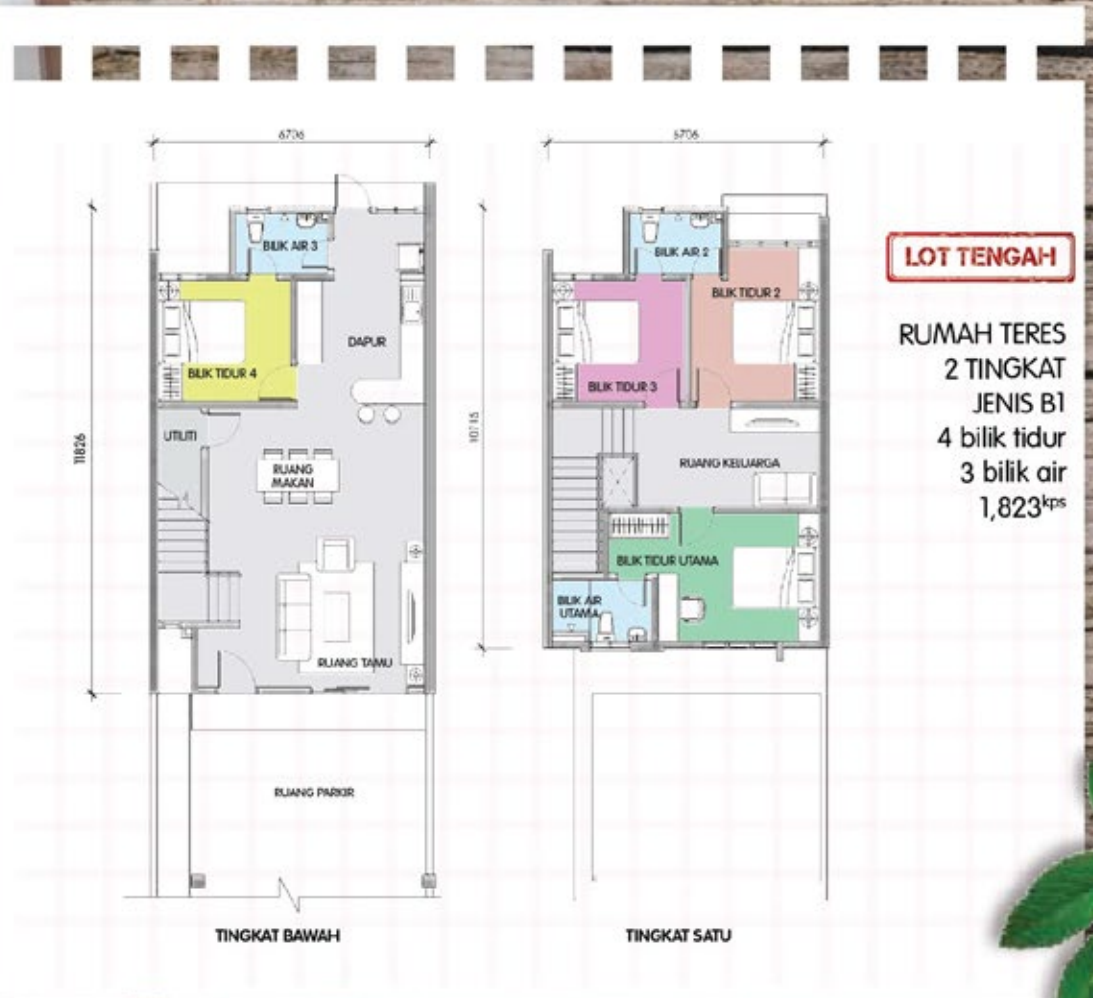 6706
11826
BILIK AIR 3
DAPUR
BILIK TIDUR 4
UTILITI
RUANG
MAKAN
RUANG TAMU
RUANG PARKIR
TINGKAT BAWAH
6706
BILIK AIR 2
BILIK TIDUR 2
BILIK TIDUR 3
RUANG KELUARGA
BILIK TIDUR UTAMA
BILIK AIR
UTAMA
TINGKAT SATU
LOT TENGAH
RUMAH TERES
2 TINGKAT
JENIS B1
4 bilik tidur
3 bilik air
1,823kps